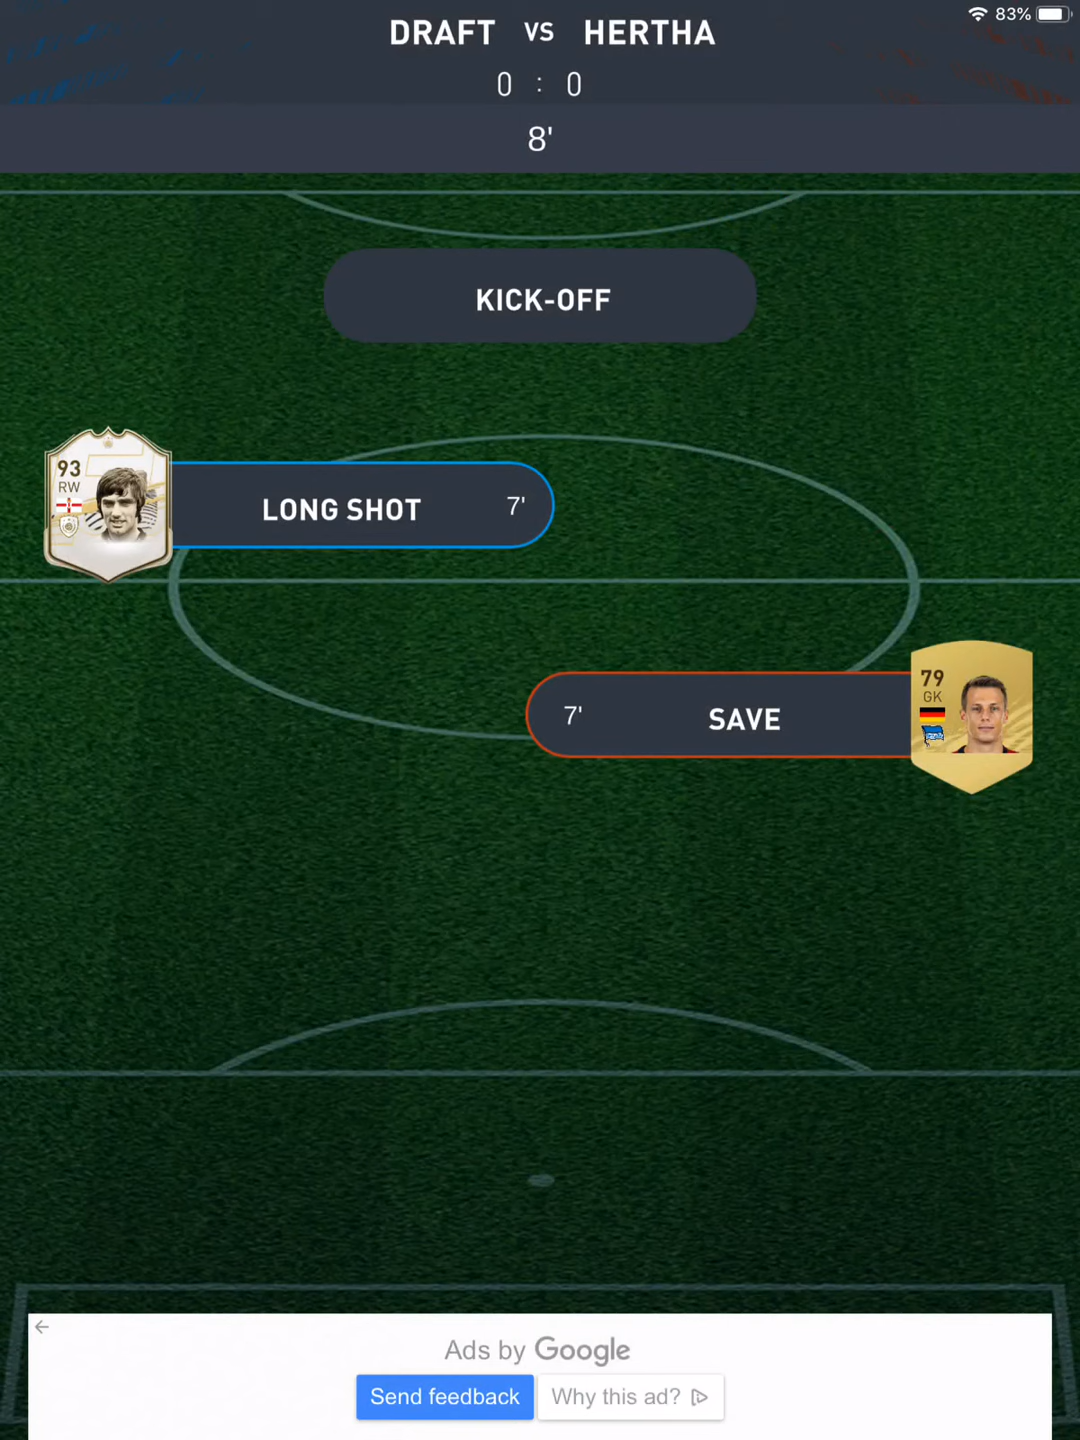 83%
DRAFT VS HERTHA
0 : 0
8'
KICK-OFF
93
RW
LONG SHOT 7'
79
GK
7' SAVE
Ads by Google
Send feedback
Why this ad?